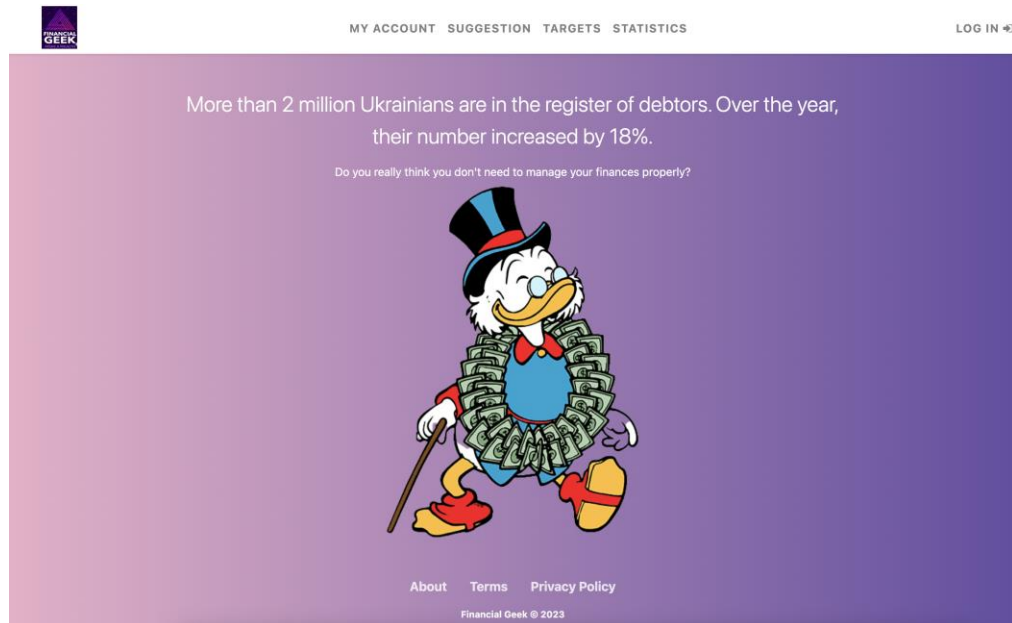 FINANCIAL
GEEK
MY ACCOUNT SUGGESTION TARGETS STATISTICS
LOG IN
More than 2 million Ukrainians are in the register of debtors. Over the year,
their number increased by 18%.
Do you really think you don't need to manage your finances properly?
About Terms Privacy Policy
Financial Geek © 2023